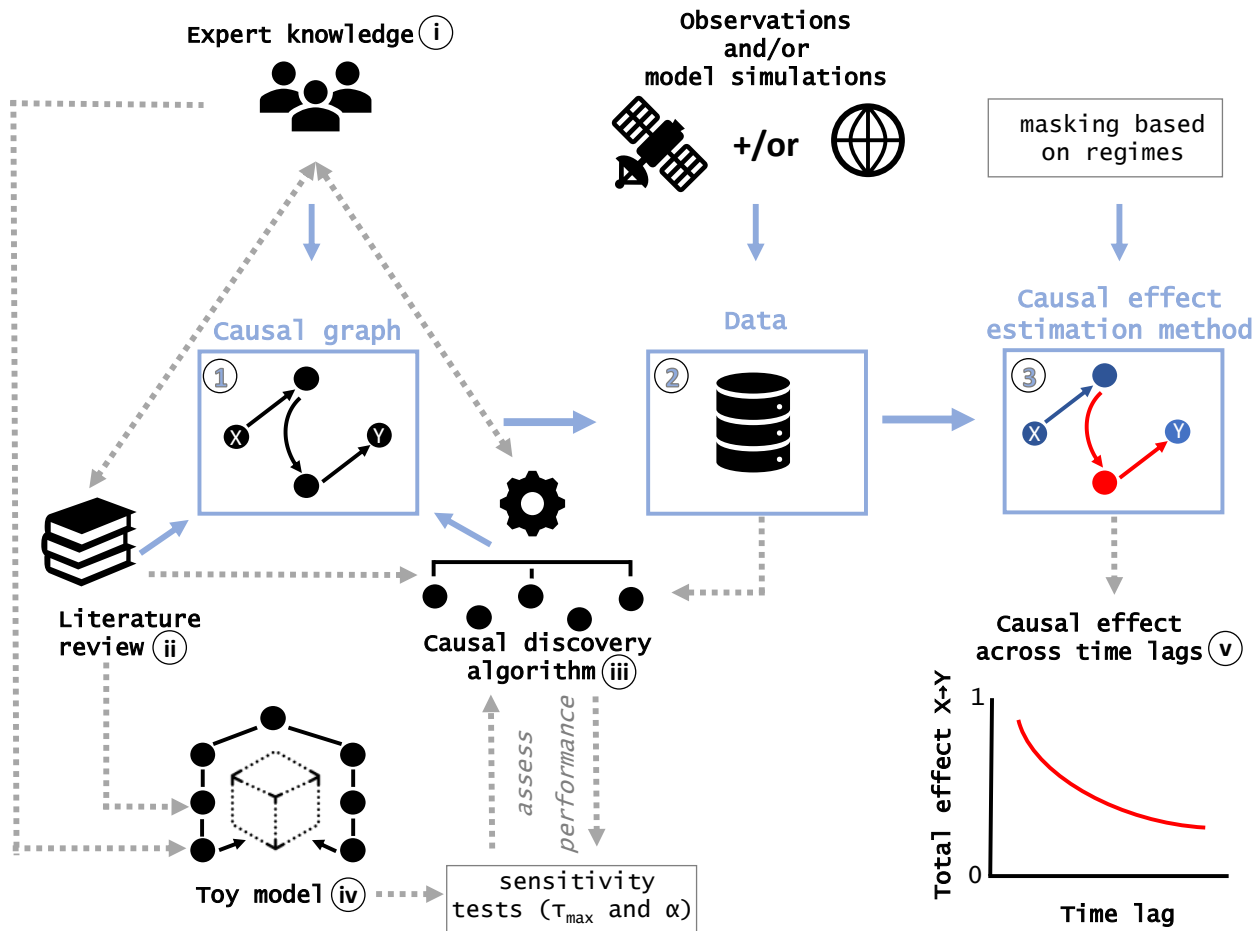 Expert knowledge i
Observations
and/or
model simulations
+/or
masking based
on regimes
Causal graph
1
X
Y
Data
2
Causal effect
estimation method
3
X
Y
Literature
review ii
Causal discovery
algorithm iii
assess
performance
Toy model iv
sensitivity
tests (τmax and α)
Causal effect
across time lags v
Total effect X→Y
1
0
Time lag